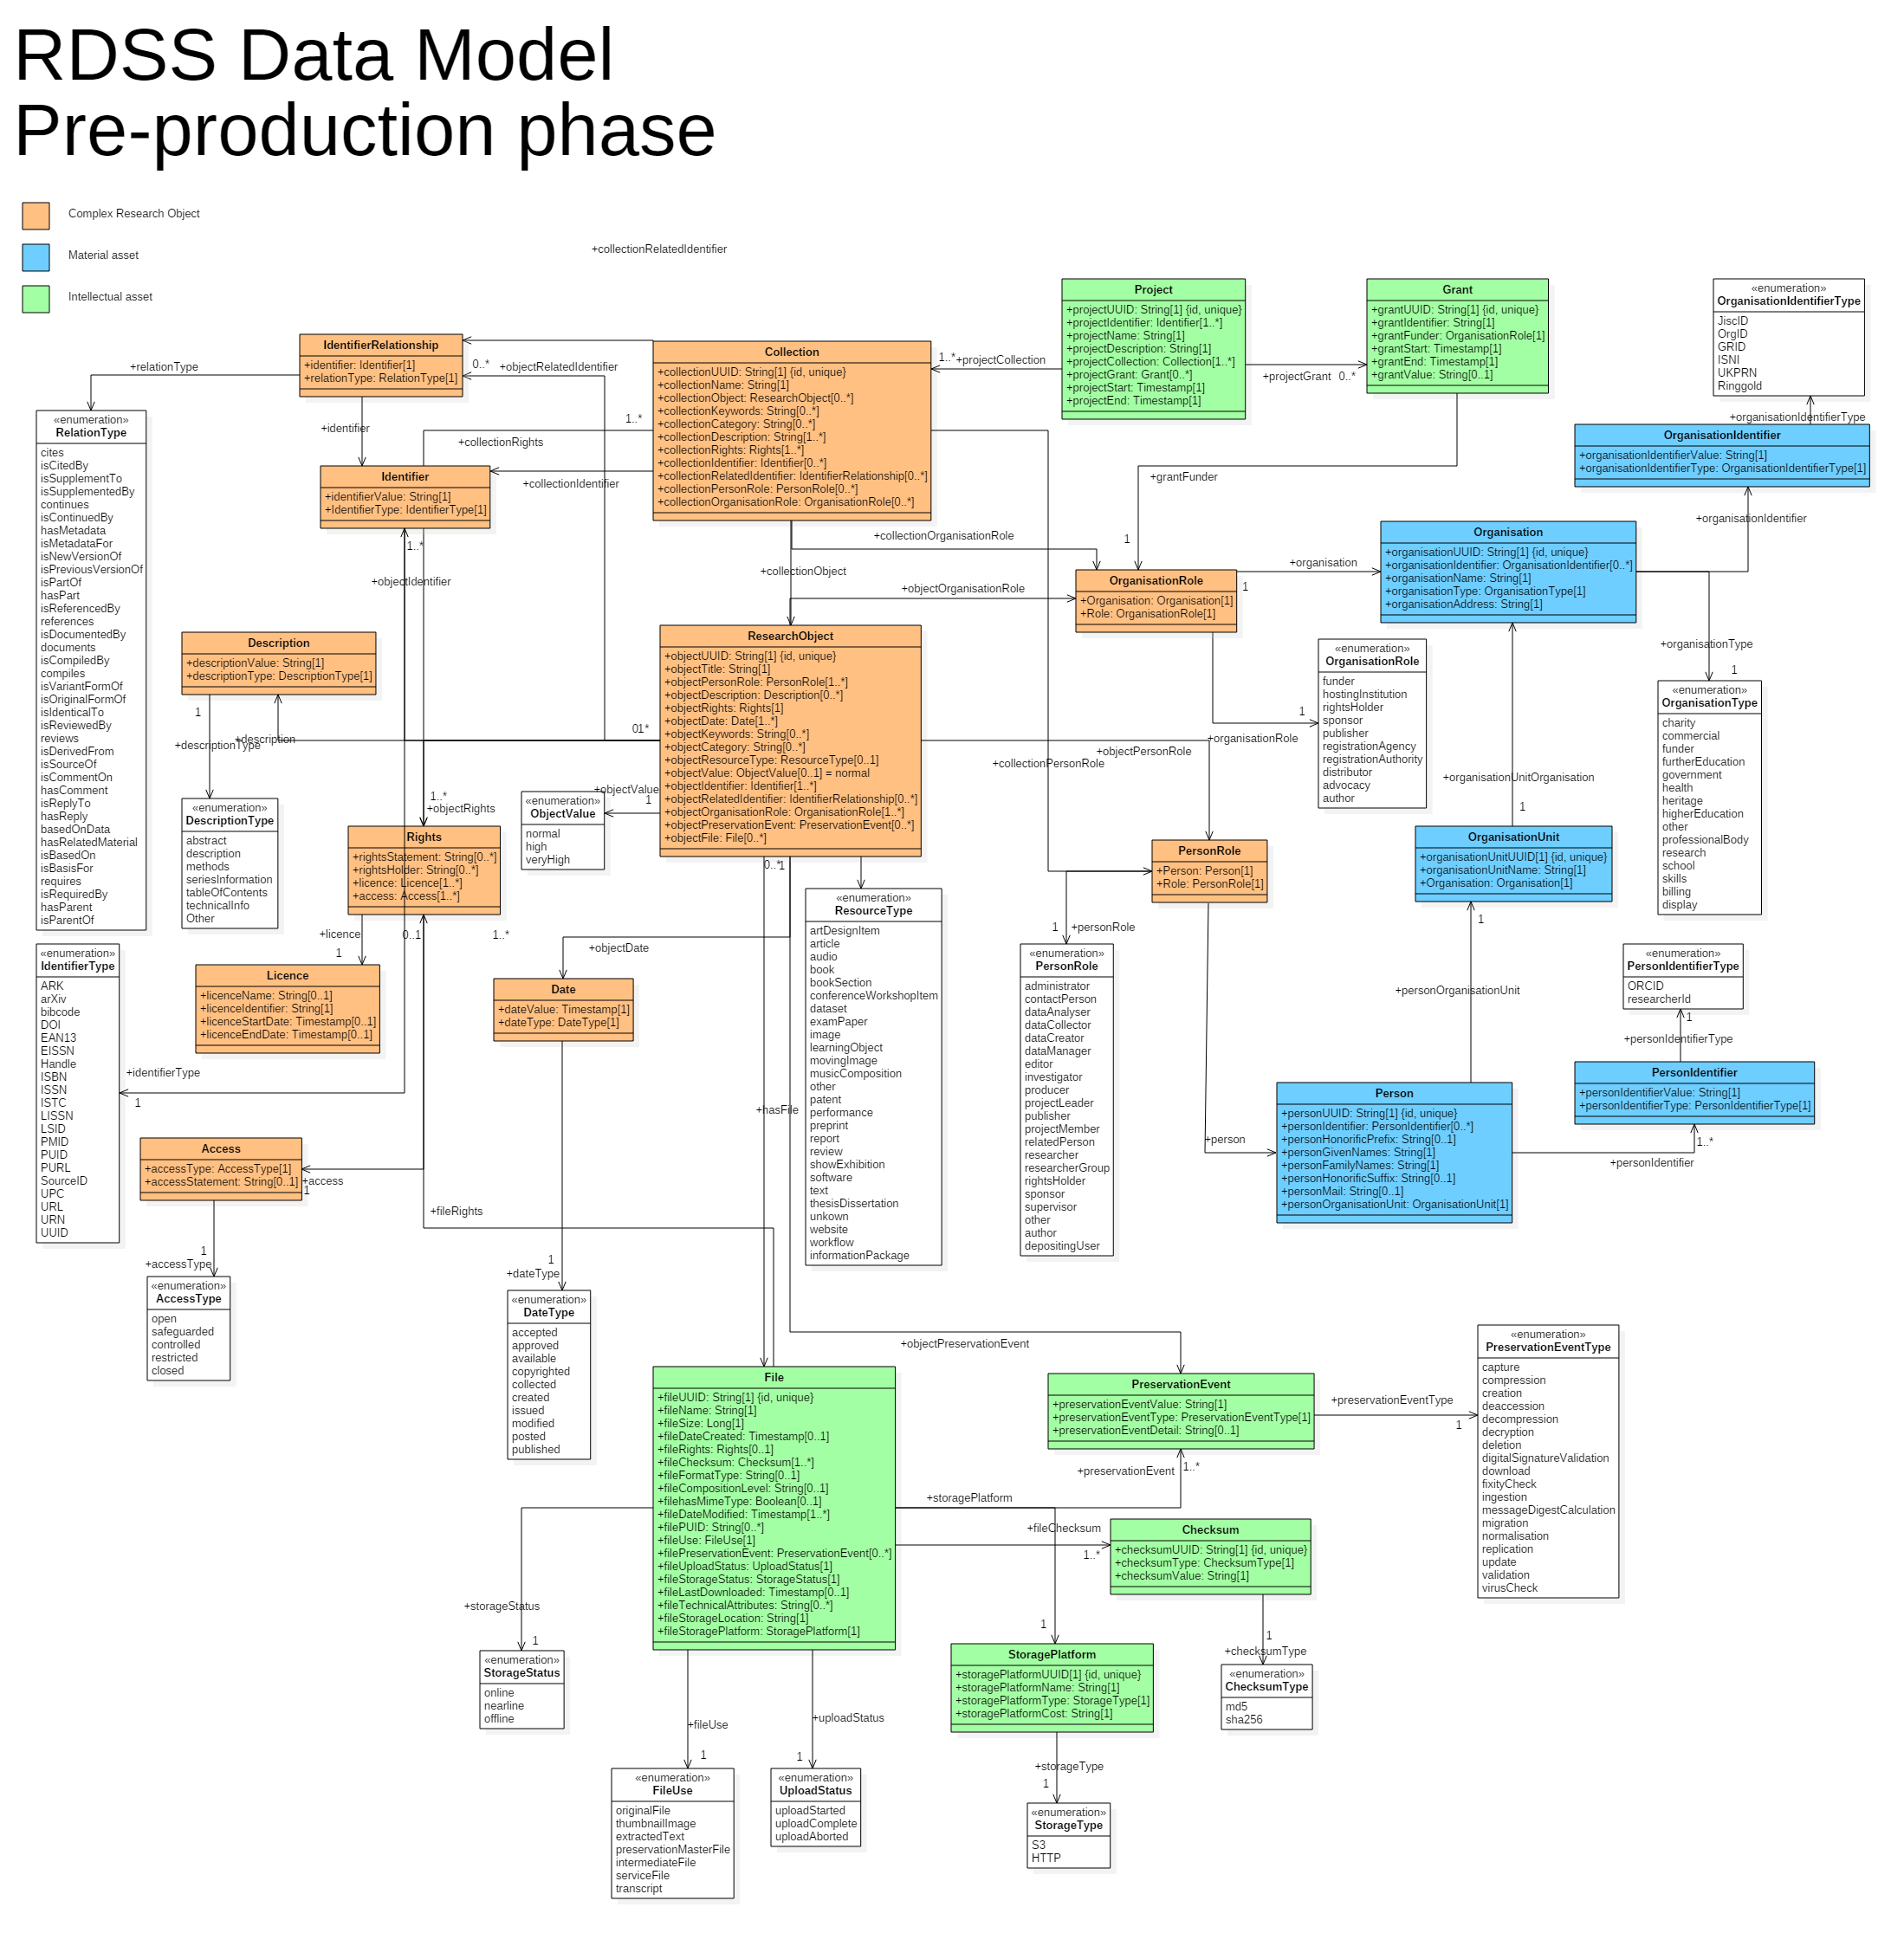 RDSS Data Model
Pre-production phase
Complex Research Object
Material asset
Intellectual asset
+collectionRelatedIdentifier
IdentifierRelationship
+identifier: Identifier[1]
+relationType: RelationType[1]
0..*
+objectRelatedIdentifier
+relationType
+identifier
Collection
+collectionUUID: String[1] {id, unique}
+collectionName: String[1]
+collectionObject: ResearchObject[0..*]
+collectionKeywords: String[0..*]
+collectionCategory: String[0..*]
+collectionDescription: String[1..*]
+collectionRights: Rights[1..*]
+collectionIdentifier: Identifier[0..*]
+collectionRelatedIdentifier: IdentifierRelationship[0..*]
+collectionPersonRole: PersonRole[0..*]
+collectionOrganisationRole: OrganisationRole[0..*]
1..*
+projectCollection
Project
+projectUUID: String[1] {id, unique}
+projectIdentifier: Identifier[1..*]
+projectName: String[1]
+projectDescription: String[1]
+projectCollection: Collection[1..*]
+projectGrant: Grant[0..*]
+projectStart: Timestamp[1]
+projectEnd: Timestamp[1]
+projectGrant
0..*
Grant
+grantUUID: String[1] {id, unique}
+grantIdentifier: String[1]
+grantFunder: OrganisationRole[1]
+grantStart: Timestamp[1]
+grantEnd: Timestamp[1]
+grantValue: String[0..1]
«enumeration»
OrganisationIdentifierType
JiscID
OrgID
GRID
ISNI
UKPRN
Ringgold
+organisationIdentifierType
OrganisationIdentifier
+organisationIdentifierValue: String[1]
+organisationIdentifierType: OrganisationIdentifierType[1]
+organisationIdentifier
«enumeration»
RelationType
cites
isCitedBy
isSupplementTo
isSupplementedBy
continues
isContinuedBy
hasMetadata
isMetadataFor
isNewVersionOf
isPreviousVersionOf
isPartOf
hasPart
isReferencedBy
references
isDocumentedBy
documents
isCompiledBy
compiles
isVariantFormOf
isOriginalFormOf
isIdenticalTo
isReviewedBy
reviews
isDerivedFrom
isSourceOf
isCommentOn
hasComment
isReplyTo
hasReply
basedOnData
hasRelatedMaterial
isBasedOn
isBasisFor
requires
isRequiredBy
hasParent
isParentOf
1..*
+collectionRights
+collectionIdentifier
Identifier
+identifierValue: String[1]
+IdentifierType: IdentifierType[1]
1..*
+objectIdentifier
+collectionOrganisationRole
+collectionObject
+grantFunder
1
+objectOrganisationRole
OrganisationRole
+Organisation: Organisation[1]
+Role: OrganisationRole[1]
+organisation
1
Organisation
+organisationUUID: String[1] {id, unique}
+organisationIdentifier: OrganisationIdentifier[0..*]
+organisationName: String[1]
+organisationType: OrganisationType[1]
+organisationAddress: String[1]
+organisationType
1
Description
+descriptionValue: String[1]
+descriptionType: DescriptionType[1]
1
+descriptionType
+description
«enumeration»
DescriptionType
abstract
description
methods
seriesInformation
tableOfContents
technicalInfo
Other
ResearchObject
+objectUUID: String[1] {id, unique}
+objectTitle: String[1]
+objectPersonRole: PersonRole[1..*]
+objectDescription: Description[0..*]
+objectRights: Rights[1]
+objectDate: Date[1..*]
+objectKeywords: String[0..*]
+objectCategory: String[0..*]
+objectResourceType: ResourceType[0..1]
+objectValue: ObjectValue[0..1] = normal
+objectIdentifier: Identifier[1..*]
+objectRelatedIdentifier: IdentifierRelationship[0..*]
+objectOrganisationRole: OrganisationRole[1..*]
+objectPreservationEvent: PreservationEvent[0..*]
+objectFile: File[0..*]
+objectValue
1
«enumeration»
ObjectValue
normal
high
veryHigh
1..*
+objectRights
«enumeration»
OrganisationRole
funder
hostingInstitution
rightsHolder
sponsor
publisher
registrationAgency
registrationAuthority
distributor
advocacy
author
1
+organisationRole
+objectPersonRole
+collectionPersonRole
«enumeration»
OrganisationType
charity
commercial
funder
furtherEducation
government
health
heritage
higherEducation
other
professionalBody
research
school
skills
billing
display
+organisationUnitOrganisation
1
OrganisationUnit
+organisationUnitUUID[1] {id, unique}
+organisationUnitName: String[1]
+Organisation: Organisation[1]
1
+personOrganisationUnit
Rights
+rightsStatement: String[0..*]
+rightsHolder: String[0..*]
+licence: Licence[1..*]
+access: Access[1..*]
+licence
1
0..1
1..*
PersonRole
+Person: Person[1]
+Role: PersonRole[1]
1
+personRole
«enumeration»
PersonRole
administrator
contactPerson
dataAnalyser
dataCollector
dataCreator
dataManager
editor
investigator
producer
projectLeader
publisher
projectMember
relatedPerson
researcher
researcherGroup
rightsHolder
sponsor
supervisor
other
author
depositingUser
«enumeration»
ResourceType
artDesignItem
article
audio
book
bookSection
conferenceWorkshopItem
dataset
examPaper
image
learningObject
movingImage
musicComposition
other
patent
performance
preprint
report
review
showExhibition
software
text
thesisDissertation
unkown
website
workflow
informationPackage
«enumeration»
IdentifierType
ARK
arXiv
bibcode
DOI
EAN13
EISSN
Handle
ISBN
ISSN
ISTC
LISSN
LSID
PMID
PUID
PURL
SourceID
UPC
URL
URN
UUID
+identifierType
1
Licence
+licenceName: String[0..1]
+licenceIdentifier: String[1]
+licenceStartDate: Timestamp[0..1]
+licenceEndDate: Timestamp[0..1]
+objectDate
Date
+dateValue: Timestamp[1]
+dateType: DateType[1]
+hasFile
«enumeration»
PersonIdentifierType
ORCID
researcherId
1
+personIdentifierType
PersonIdentifier
+personIdentifierValue: String[1]
+personIdentifierType: PersonIdentifierType[1]
1..*
+personIdentifier
Person
+personUUID: String[1] {id, unique}
+personIdentifier: PersonIdentifier[0..*]
+personHonorificPrefix: String[0..1]
+personGivenNames: String[1]
+personFamilyNames: String[1]
+personHonorificSuffix: String[0..1]
+personMail: String[0..1]
+personOrganisationUnit: OrganisationUnit[1]
+person
Access
+accessType: AccessType[1]
+accessStatement: String[0..1]
+access
1
+fileRights
1
+accessType
«enumeration»
AccessType
open
safeguarded
controlled
restricted
closed
1
+dateType
«enumeration»
DateType
accepted
approved
available
copyrighted
collected
created
issued
modified
posted
published
+objectPreservationEvent
File
+fileUUID: String[1] {id, unique}
+fileName: String[1]
+fileSize: Long[1]
+fileDateCreated: Timestamp[0..1]
+fileRights: Rights[0..1]
+fileChecksum: Checksum[1..*]
+fileFormatType: String[0..1]
+fileCompositionLevel: String[0..1]
+filehasMimeType: Boolean[0..1]
+fileDateModified: Timestamp[1..*]
+filePUID: String[0..*]
+fileUse: FileUse[1]
+filePreservationEvent: PreservationEvent[0..*]
+fileUploadStatus: UploadStatus[1]
+fileStorageStatus: StorageStatus[1]
+fileLastDownloaded: Timestamp[0..1]
+fileTechnicalAttributes: String[0..*]
+fileStorageLocation: String[1]
+fileStoragePlatform: StoragePlatform[1]
PreservationEvent
+preservationEventValue: String[1]
+preservationEventType: PreservationEventType[1]
+preservationEventDetail: String[0..1]
+preservationEventType
1
+preservationEvent
1..*
«enumeration»
PreservationEventType
capture
compression
creation
deaccession
decompression
decryption
deletion
digitalSignatureValidation
download
fixityCheck
ingestion
messageDigestCalculation
migration
normalisation
replication
update
validation
virusCheck
+storagePlatform
+fileChecksum
1..*
Checksum
+checksumUUID: String[1] {id, unique}
+checksumType: ChecksumType[1]
+checksumValue: String[1]
1
+checksumType
«enumeration»
ChecksumType
md5
sha256
+storageStatus
1
«enumeration»
StorageStatus
online
nearline
offline
1
StoragePlatform
+storagePlatformUUID[1] {id, unique}
+storagePlatformName: String[1]
+storagePlatformType: StorageType[1]
+storagePlatformCost: String[1]
+fileUse
1
«enumeration»
FileUse
originalFile
thumbnailImage
extractedText
preservationMasterFile
intermediateFile
serviceFile
transcript
+uploadStatus
1
«enumeration»
UploadStatus
uploadStarted
uploadComplete
uploadAborted
+storageType
1
«enumeration»
StorageType
S3
HTTP